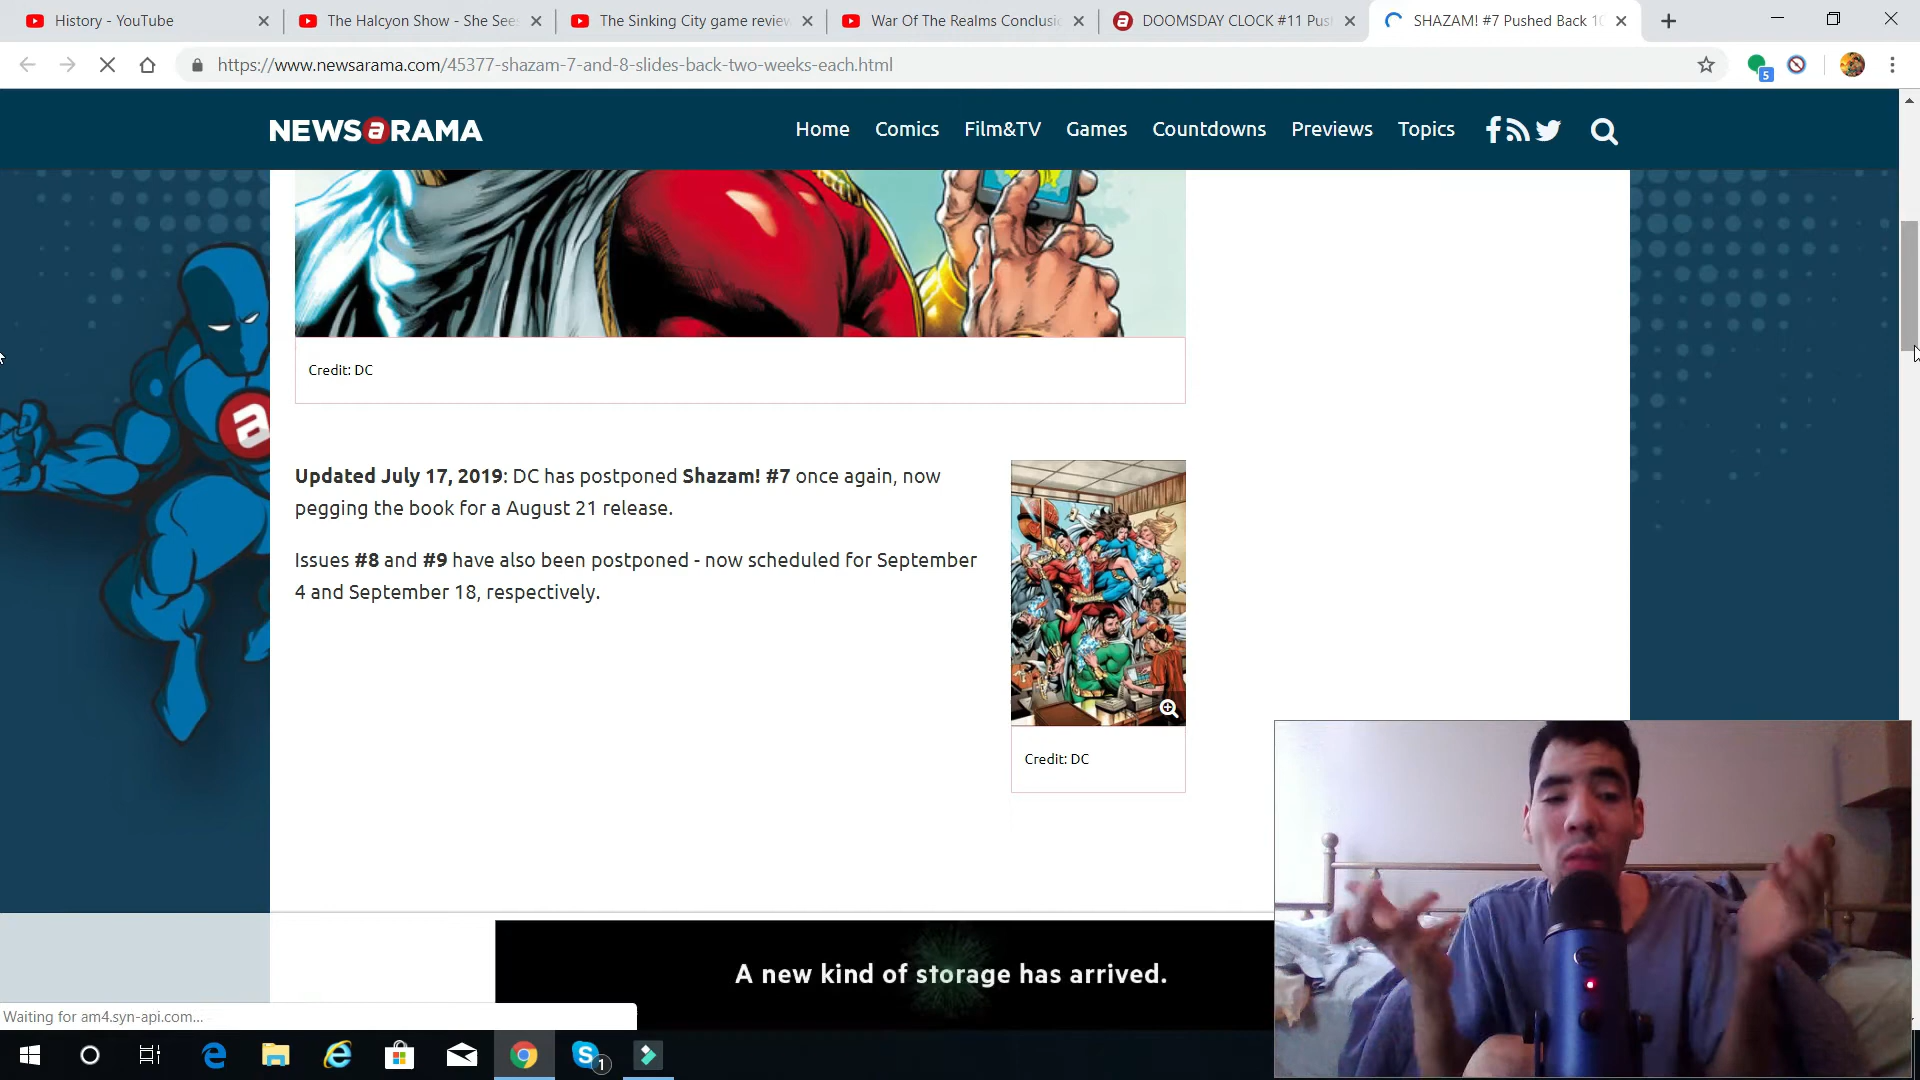 History - YouTube
The Halcyon Show - She Sees
The Sinking City game review
War Of The Realms Conclusi
DOOMSDAY CLOCK #11 Pus
SHAZAM! #7 Pushed Back 10
https://www.newsarama.com/45377-shazam-7-and-8-slides-back-two-weeks-each.html
5
NEWSaRAMA
Home
Comics
Film&TV
Games
Countdowns
Previews
Topics
a
Credit: DC
Updated July 17, 2019: DC has postponed Shazam! #7 once again, now
pegging the book for a August 21 release.
Issues #8 and #9 have also been postponed - now scheduled for September
4 and September 18, respectively.
Credit: DC
A new kind of storage has arrived.
Waiting for am4.syn-api.com...
1